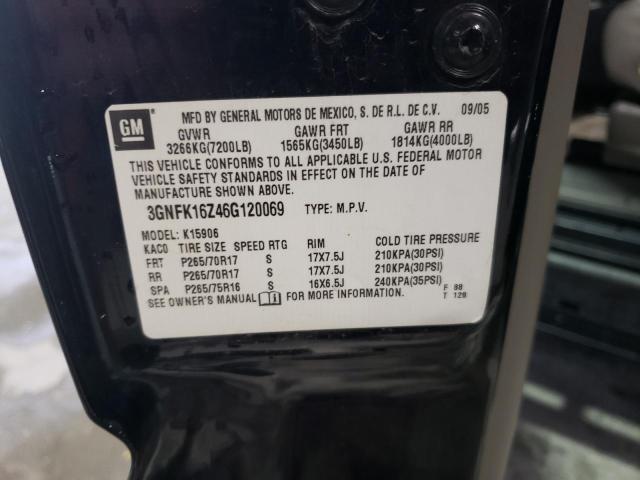 GM
MFD BY GENERAL MOTORS DE MEXICO, S. DE R.L. DE C.V. 09/05
GVWR GAWR FRT GAWR RR
3266KG(7200LB) 1565KG(3450LB) 1814KG(4000LB)
THIS VEHICLE CONFORMS TO ALL APPLICABLE U.S. FEDERAL MOTOR
VEHICLE SAFETY STANDARDS IN EFFECT ON THE DATE OF
MANUFACTURE SHOWN ABOVE.
3GNFK16Z46G120069 TYPE: M.P.V.
MODEL: K15906
KACO TIRE SIZE SPEED RTG RIM COLD TIRE PRESSURE
FRT P265/70R17 S 17X7.5J 210KPA(30PSI)
RR P265/70R17 S 17X7.5J 210KPA(30PSI)
SPA P265/75R16 S 16X6.5J 240KPA(35PSI) F 88
SEE OWNER'S MANUAL FOR MORE INFORMATION. T 128